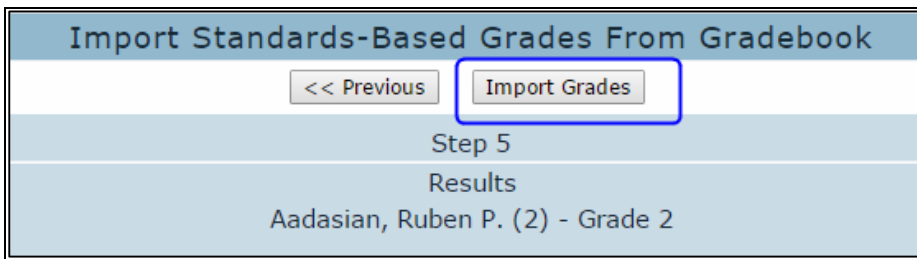 Import Standards-Based Grades From Gradebook
<< Previous Import Grades
Step 5
Results
Aadasian, Ruben P. (2) - Grade 2